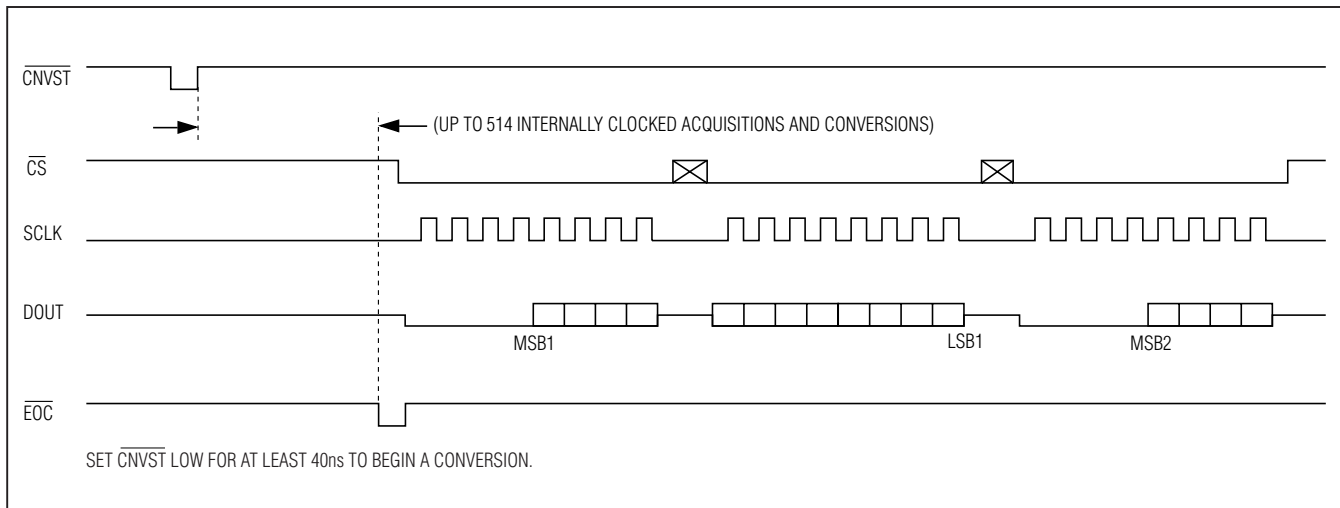 CNVST
(UP TO 514 INTERNALLY CLOCKED ACQUISITIONS AND CONVERSIONS)
CS
SCLK
DOUT
MSB1
LSB1
MSB2
EOC
SET CNVST LOW FOR AT LEAST 40ns TO BEGIN A CONVERSION.